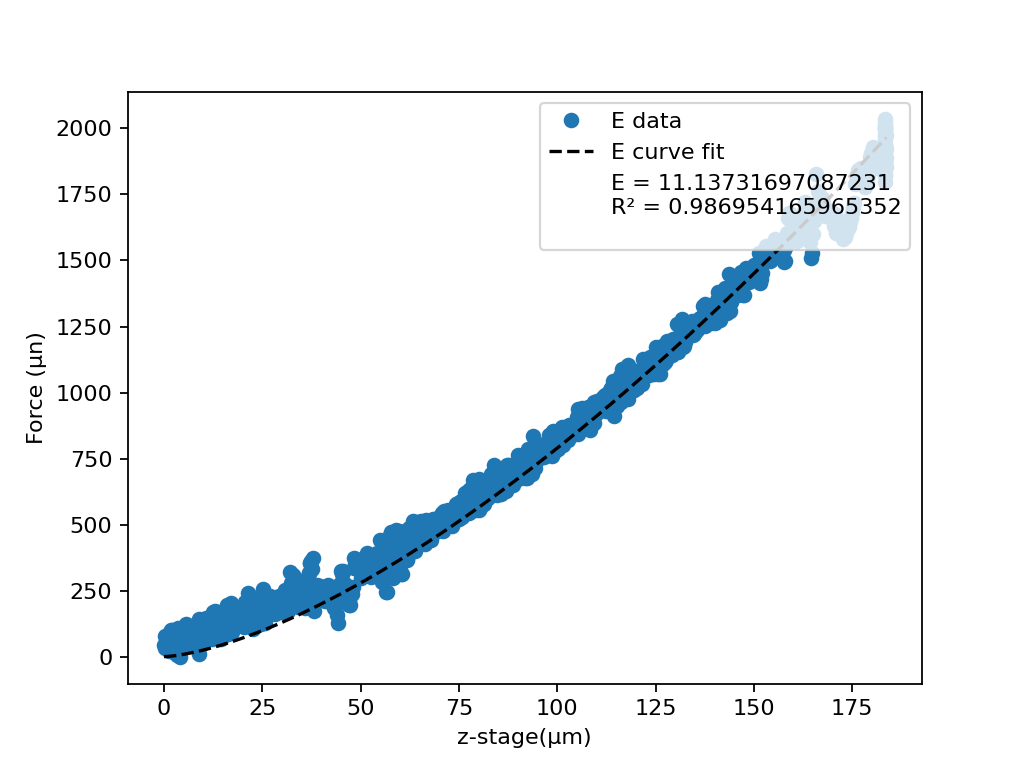 E data
E curve fit
E = 11.13731697087231
R² = 0.986954165965352
2000
1750
1500
1250
1000
750
500
250
0
Force (µn)
0 25 50 75 100 125 150 175
z-stage(µm)